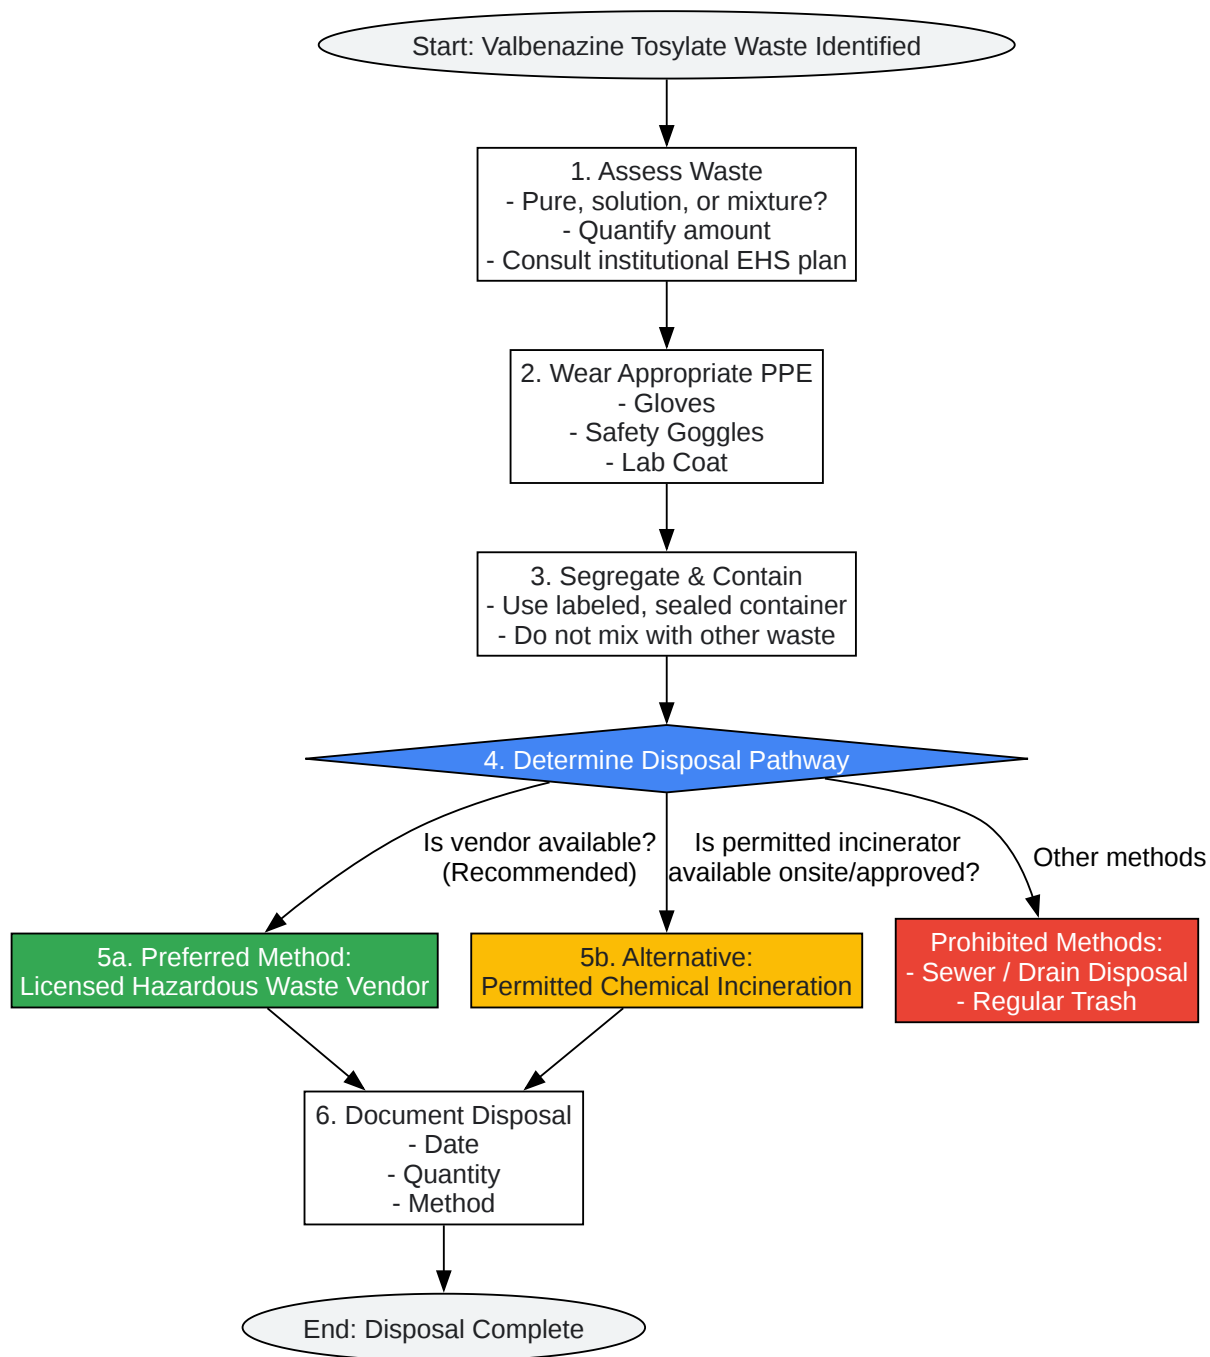 Start: Valbenazine Tosylate Waste Identified
1. Assess Waste
- Pure, solution, or mixture?
- Quantify amount
- Consult institutional EHS plan
2. Wear Appropriate PPE
- Gloves
- Safety Goggles
- Lab Coat
3. Segregate & Contain
- Use labeled, sealed container
- Do not mix with other waste
4. Determine Disposal Pathway
Is vendor available?
(Recommended)
Is permitted incinerator
available onsite/approved?
Other methods
5a. Preferred Method:
Licensed Hazardous Waste Vendor
5b. Alternative:
Permitted Chemical Incineration
Prohibited Methods:
- Sewer / Drain Disposal
- Regular Trash
6. Document Disposal
- Date
- Quantity
- Method
End: Disposal Complete